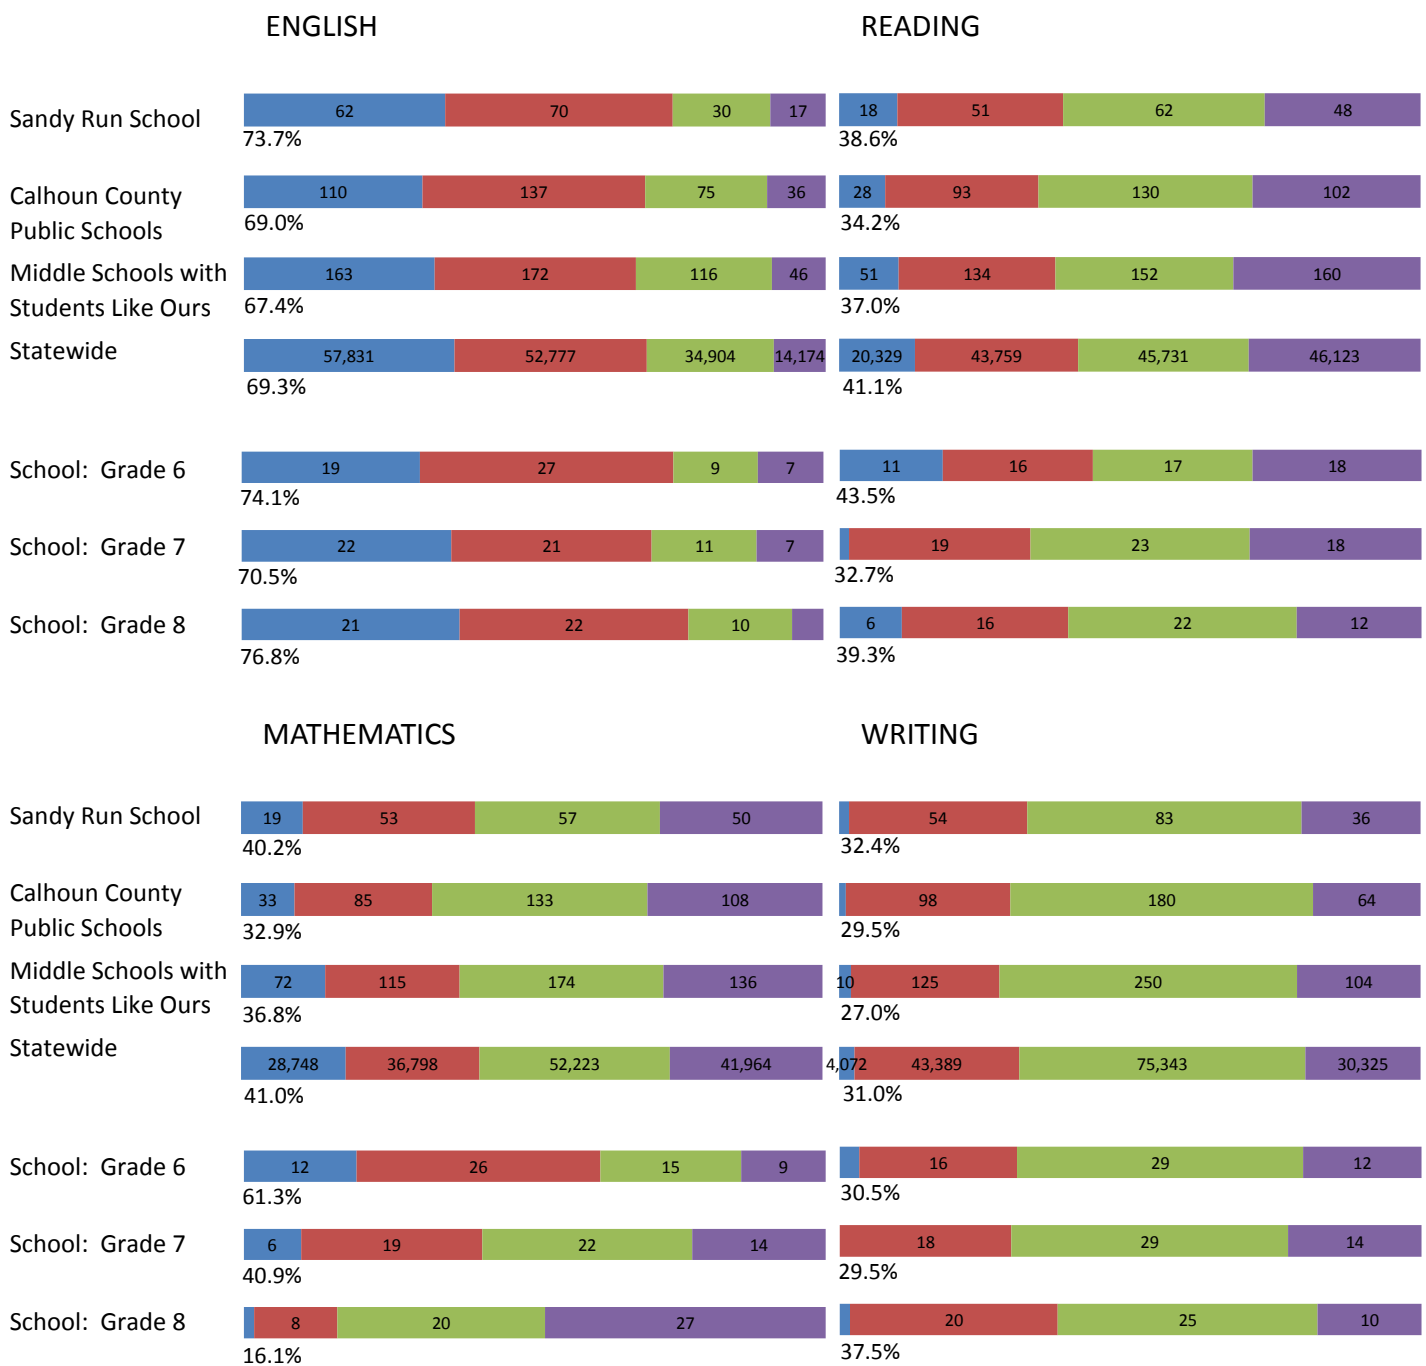 ENGLISH READING
Sandy Run School 62 70 30 17 18 51 62 48
73.7% 38.6%
Calhoun County 110 137 75 36 28 93 130 102
Public Schools 69.0% 34.2%
Middle Schools with 163 172 116 46 51 134 152 160
Students Like Ours 67.4% 37.0%
Statewide 57,831 52,777 34,904 14,174 20,329 43,759 45,731 46,123
69.3% 41.1%
School: Grade 6 19 27 9 7 11 16 17 18
74.1% 43.5%
School: Grade 7 22 21 11 7 19 23 18
70.5% 32.7%
School: Grade 8 21 22 10 6 16 22 12
76.8% 39.3%
MATHEMATICS WRITING
Sandy Run School 19 53 57 50 54 83 36
40.2% 32.4%
Calhoun County 33 85 133 108 98 180 64
Public Schools 32.9% 29.5%
Middle Schools with 72 115 174 136 10 125 250 104
Students Like Ours 36.8% 27.0%
Statewide 28,748 36,798 52,223 41,964 4,072 43,389 75,343 30,325
41.0% 31.0%
School: Grade 6 12 26 15 9 16 29 12
61.3% 30.5%
School: Grade 7 6 19 22 14 18 29 14
40.9% 29.5%
School: Grade 8 8 20 27 20 25 10
16.1% 37.5%